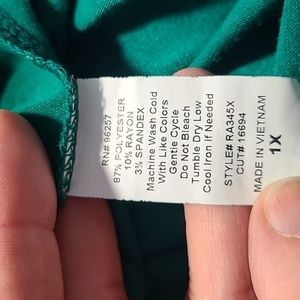 RN# 96257
87% POLYESTER
10% RAYON
3% SPANDEX
Machine Wash Cold
With Like Colors
Gentle Cycle
Do Not Bleach
Tumble Dry Low
Cool Iron If Needed
STYLE# RA345X
CUT# 16694
MADE IN VIETNAM
1X